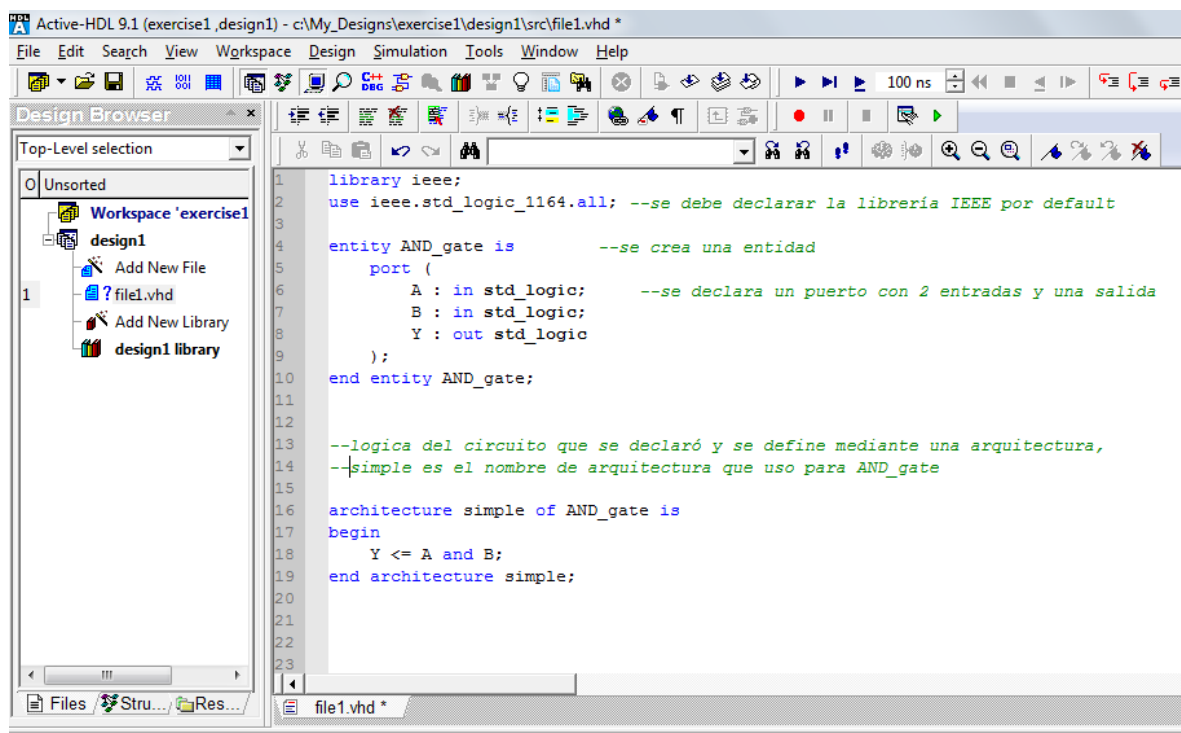 Active-HDL 9.1 (exercise1 ,design1) - c:\My_Designs\exercise1\design1\src\file1.vhd *
File Edit Search View Workspace Design Simulation Tools Window Help
C++ DBG
100 ns
Design Browser
Top-Level selection
O Unsorted
Workspace 'exercise1
design1
Add New File
1 ? file1.vhd
Add New Library
design1 library
Files Stru... Res...
1 library ieee;
2 use ieee.std_logic_1164.all; --se debe declarar la librería IEEE por default
3
4 entity AND_gate is --se crea una entidad
5 port (
6 A : in std_logic; --se declara un puerto con 2 entradas y una salida
7 B : in std_logic;
8 Y : out std_logic
9 );
10 end entity AND_gate;
11
12
13 --logica del circuito que se declaró y se define mediante una arquitectura,
14 --simple es el nombre de arquitectura que uso para AND_gate
15
16 architecture simple of AND_gate is
17 begin
18 Y <= A and B;
19 end architecture simple;
20
21
22
23
file1.vhd *